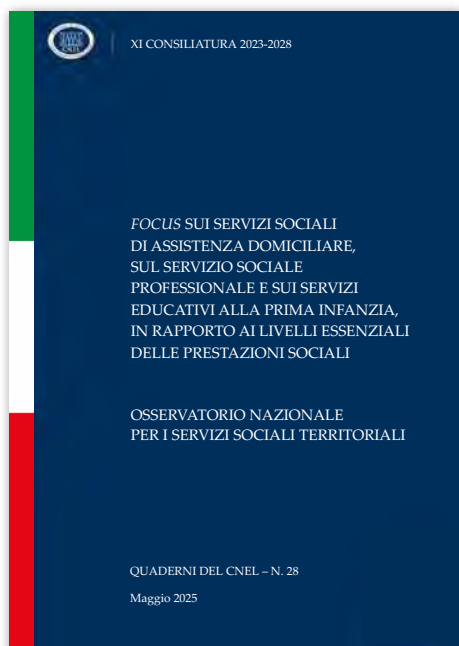 CNEL
XI CONSILIATURA 2023-2028
FOCUS SUI SERVIZI SOCIALI
DI ASSISTENZA DOMICILIARE,
SUL SERVIZIO SOCIALE
PROFESSIONALE E SUI SERVIZI
EDUCATIVI ALLA PRIMA INFANZIA,
IN RAPPORTO AI LIVELLI ESSENZIALI
DELLE PRESTAZIONI SOCIALI
OSSERVATORIO NAZIONALE
PER I SERVIZI SOCIALI TERRITORIALI
QUADERNI DEL CNEL – N. 28
Maggio 2025